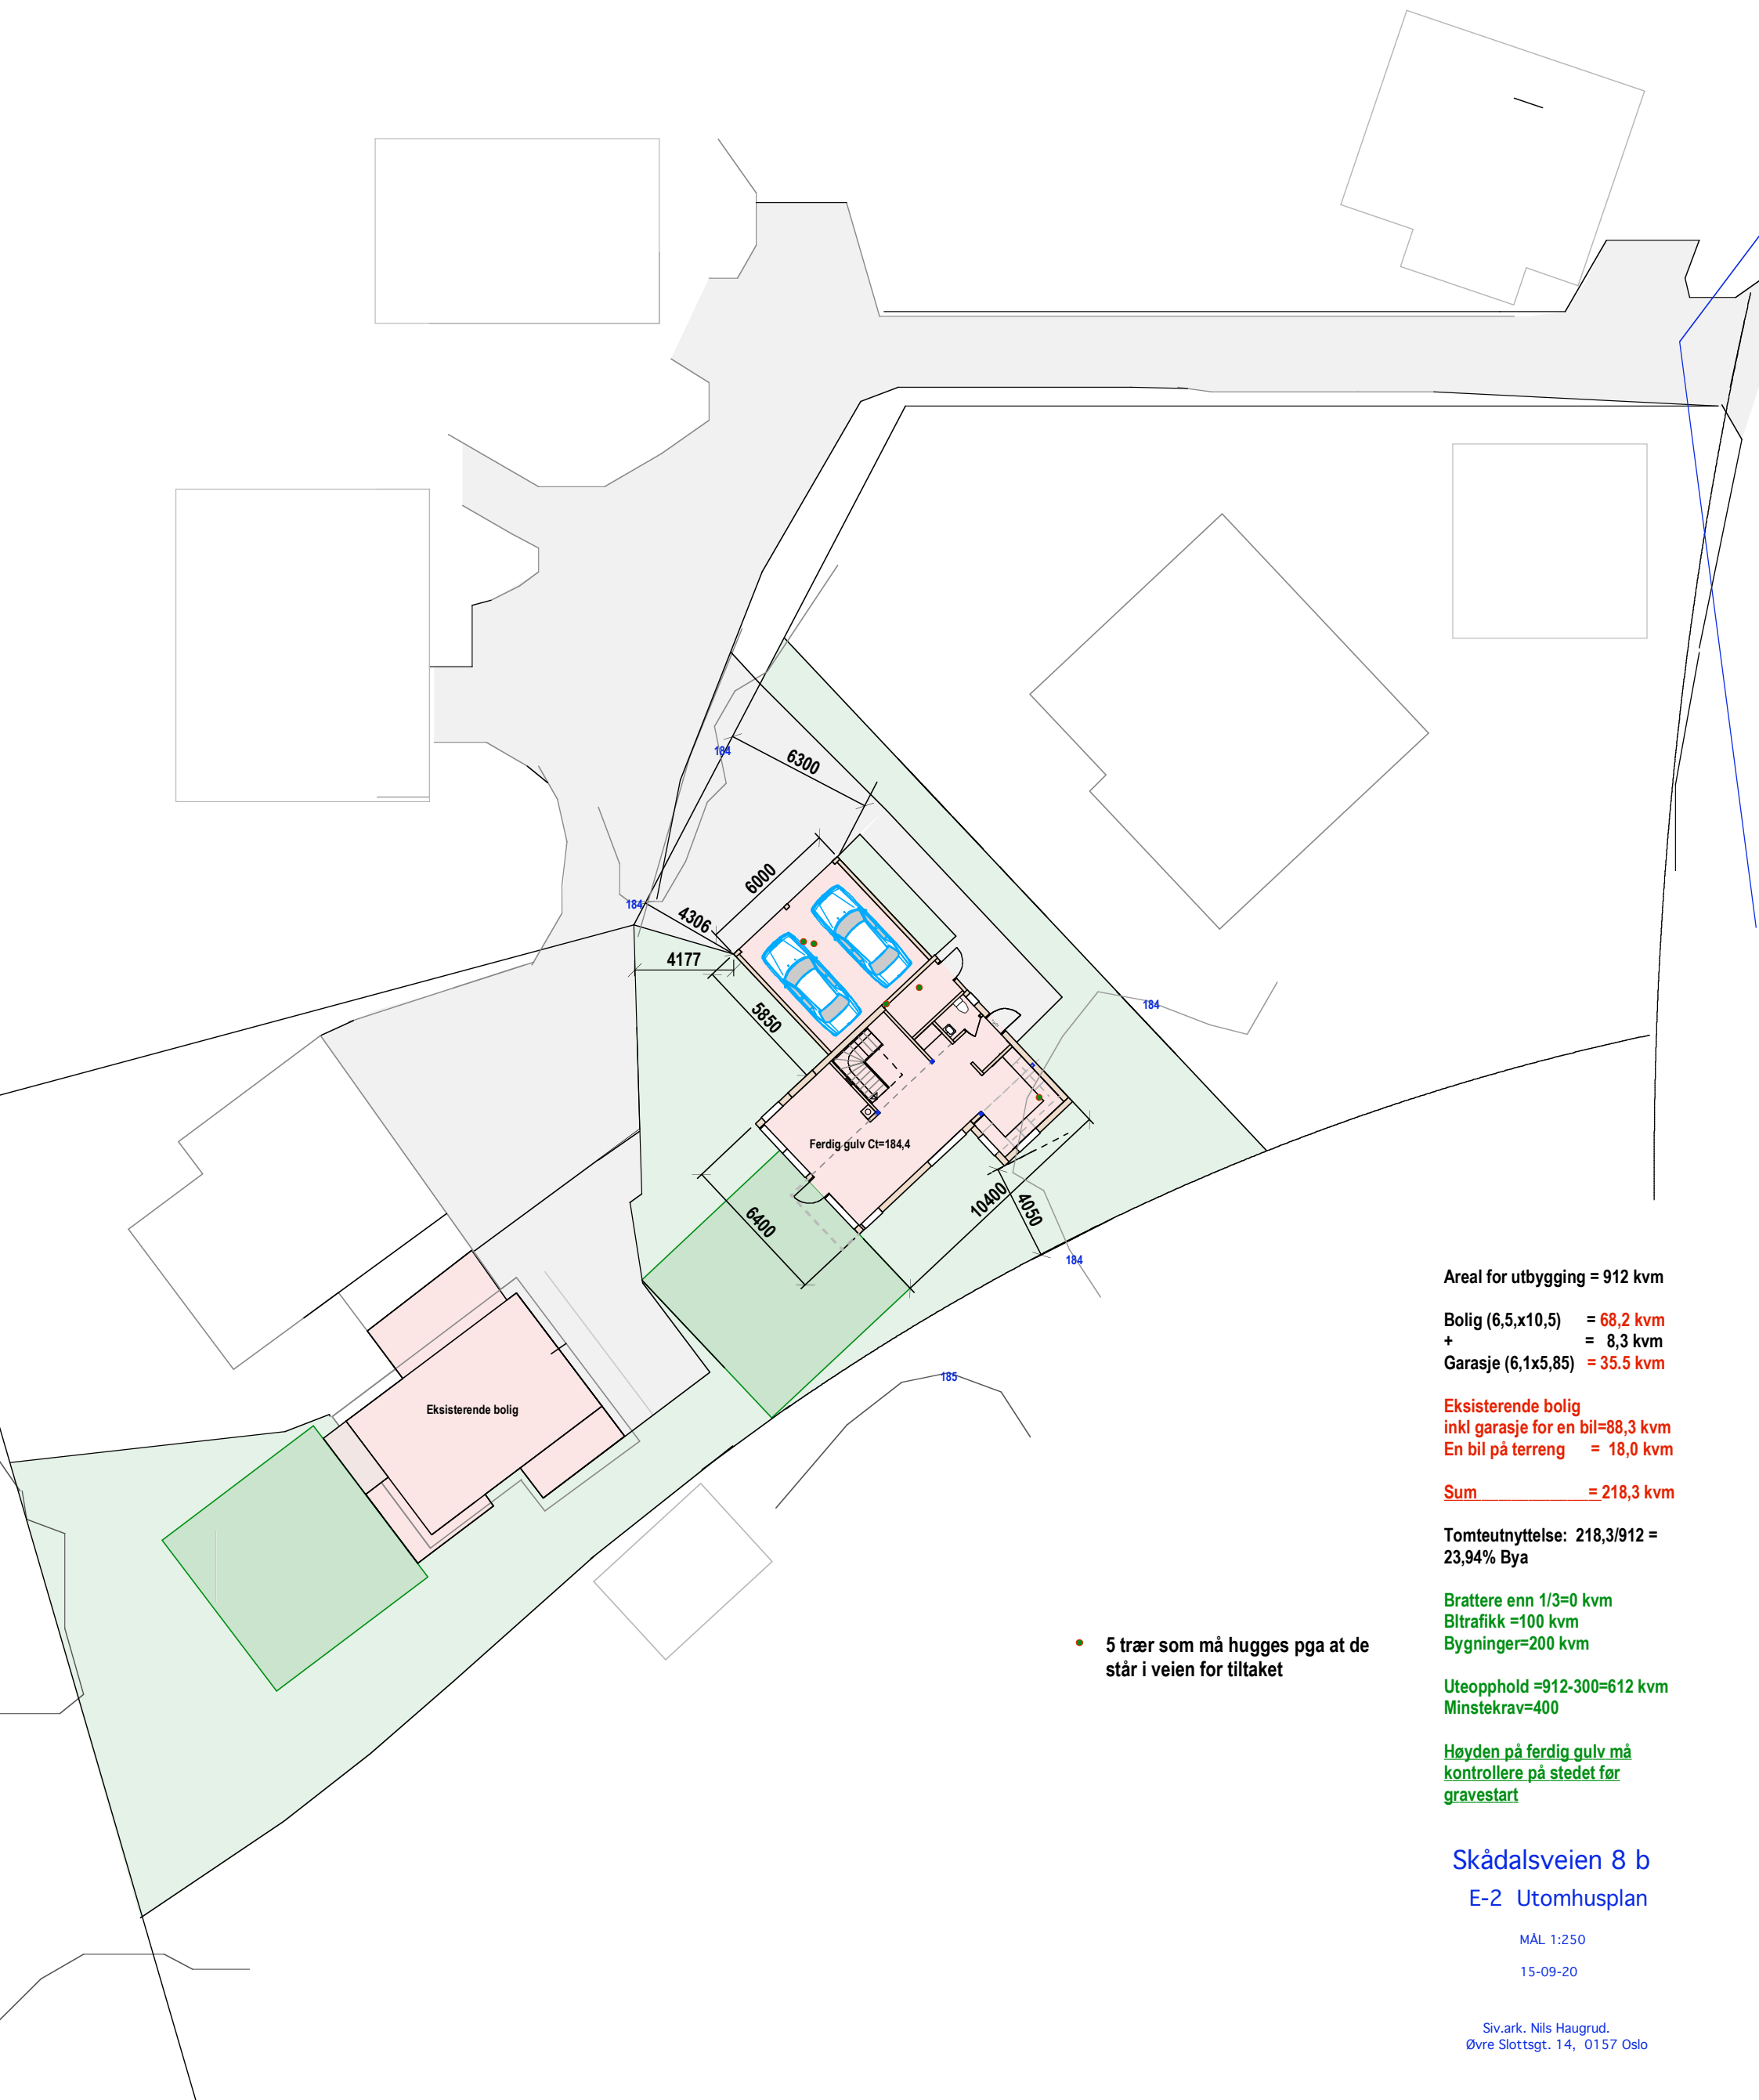 184
6300
6000
184
4306
4177
5850
184
Ferdig gulv Ct=184,4
6400
10400
4050
184
185
Eksisterende bolig
5 trær som må hugges pga at de
står i veien for tiltaket
Areal for utbygging = 912 kvm
Bolig (6,5,x10,5) = 68,2 kvm
+ = 8,3 kvm
Garasje (6,1x5,85) = 35.5 kvm
Eksisterende bolig
inkl garasje for en bil=88,3 kvm
En bil på terreng = 18,0 kvm
Sum = 218,3 kvm
Tomteutnyttelse: 218,3/912 =
23,94% Bya
Brattere enn 1/3=0 kvm
Bltrafikk =100 kvm
Bygninger=200 kvm
Uteopphold =912-300=612 kvm
Minstekrav=400
Høyden på ferdig gulv må
kontrollere på stedet før
gravestart
Skådalsveien 8 b
E-2 Utomhusplan
MÅL 1:250
15-09-20
Siv.ark. Nils Haugrud.
Øvre Slottsgt. 14, 0157 Oslo